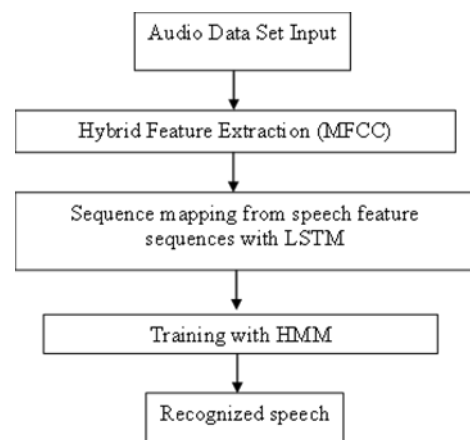 Audio Data Set Input
Hybrid Feature Extraction (MFCC)
Sequence mapping from speech feature
sequences with LSTM
Training with HMM
Recognized speech